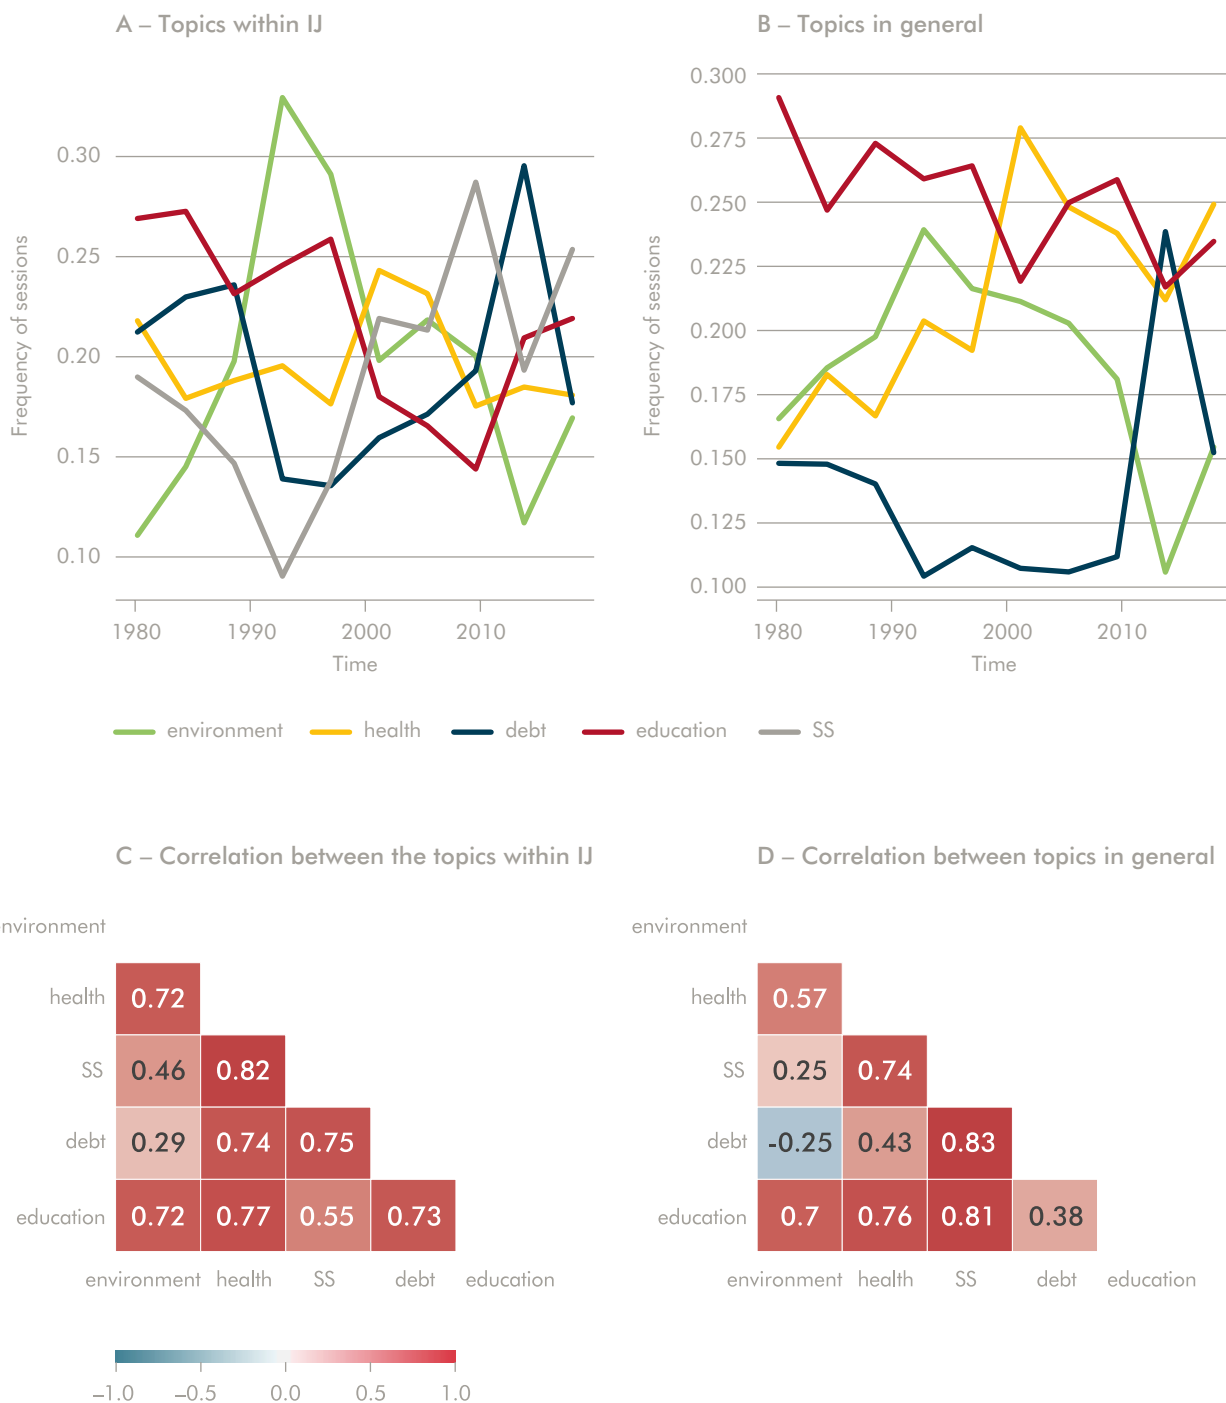 A – Topics within IJ
B – Topics in general
Frequency of sessions
0.30
0.25
0.20
0.15
0.10
1980 1990 2000 2010
Time
Frequency of sessions
0.300
0.275
0.250
0.225
0.200
0.175
0.150
0.125
0.100
1980 1990 2000 2010
Time
environment health debt education SS
C – Correlation between the topics within IJ
nvironment
health 0.72
SS 0.46 0.82
debt 0.29 0.74 0.75
education 0.72 0.77 0.55 0.73
environment health SS debt education
–1.0 –0.5 0.0 0.5 1.0
D – Correlation between topics in general
environment
health 0.57
SS 0.25 0.74
debt -0.25 0.43 0.83
education 0.7 0.76 0.81 0.38
environment health SS debt education